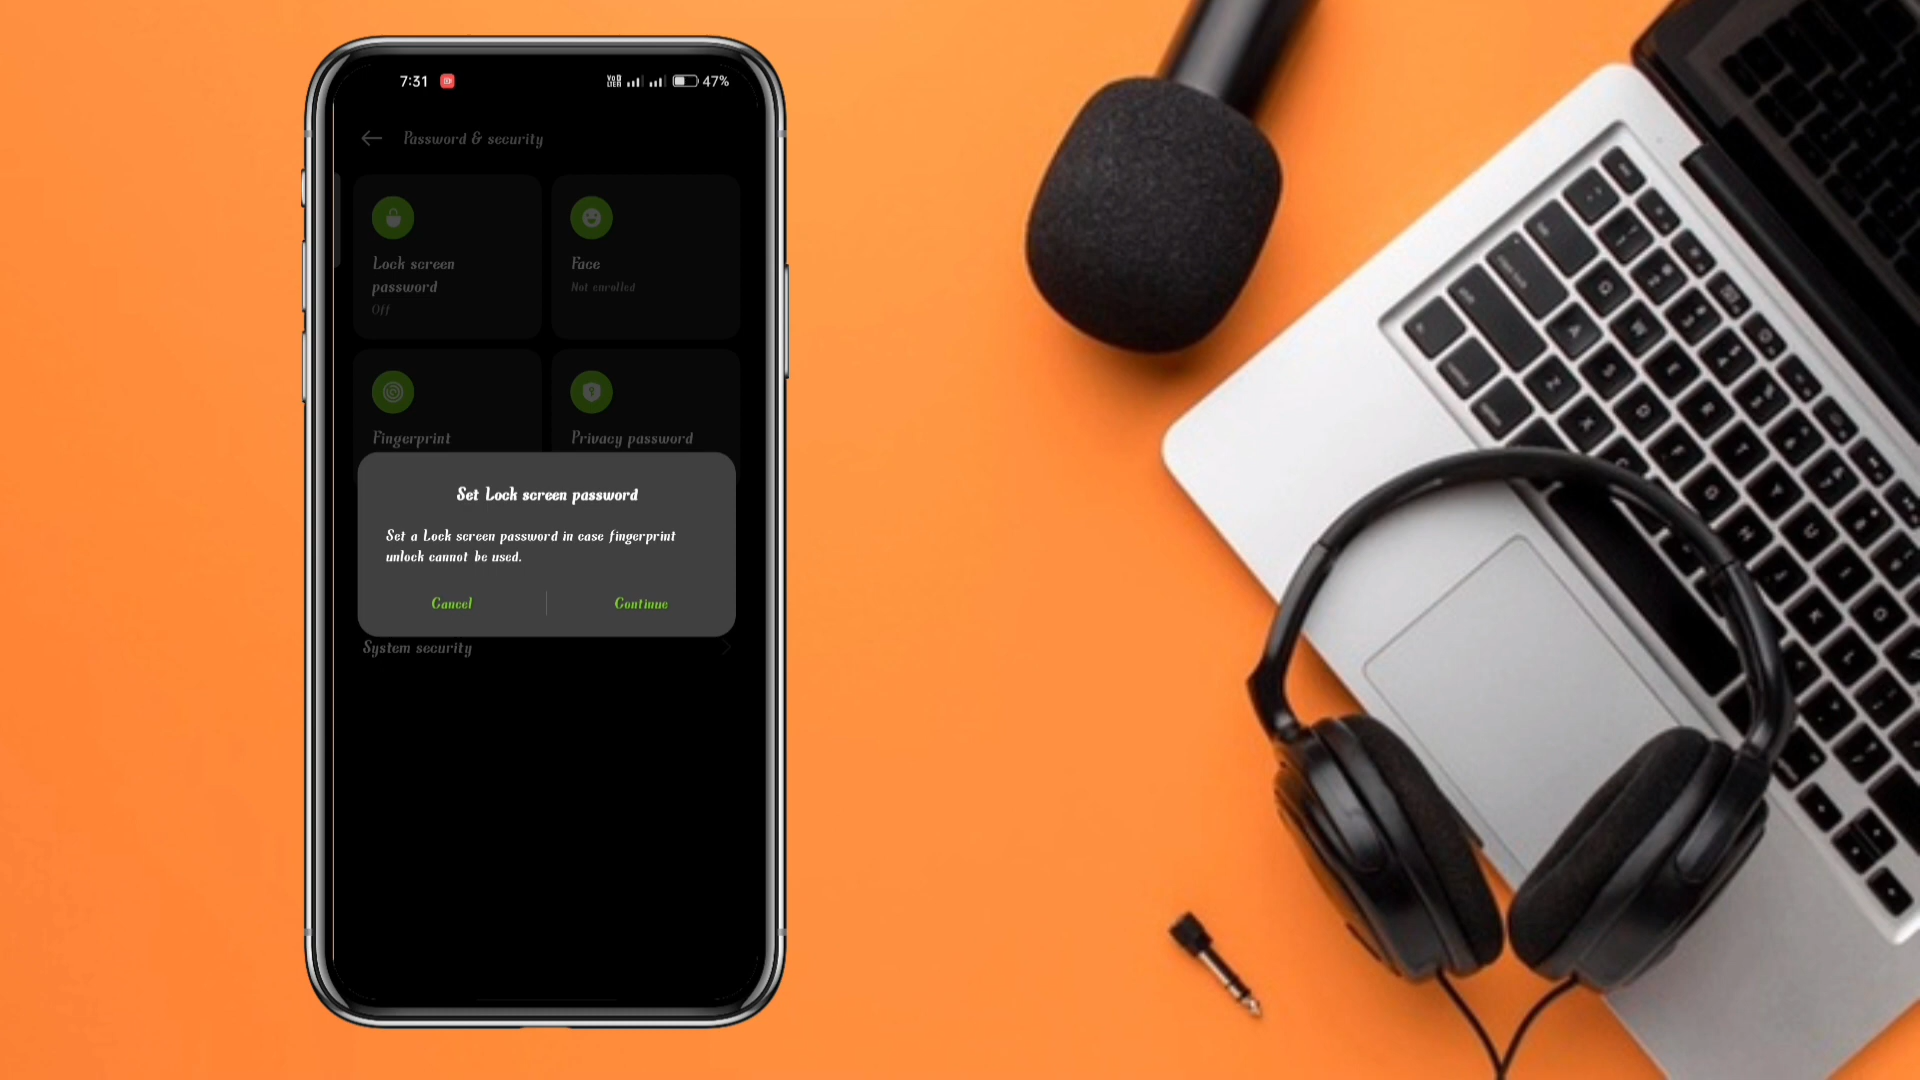 7:31
47%
Password & security
Lock screen
password
Off
Face
Not enrolled
Fingerprint
Privacy password
Set Lock screen password
Set a Lock screen password in case fingerprint
unlock cannot be used.
Cancel
Continue
System security